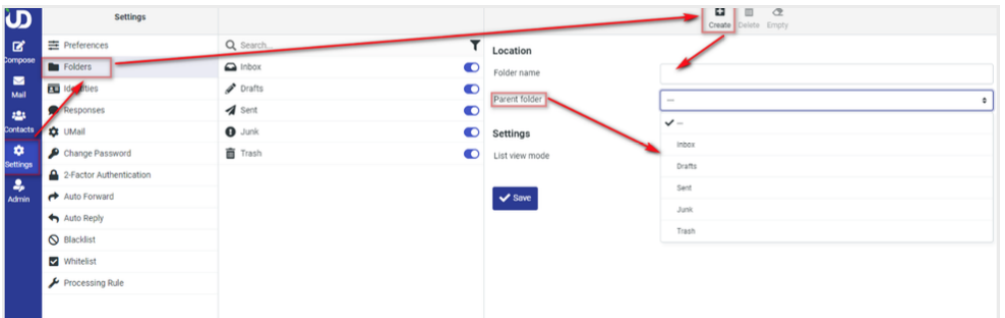 UD
Compose
Mail
Contacts
Settings
Admin
Settings
Preferences
Folders
Identities
Responses
UMail
Change Password
2-Factor Authentication
Auto Forward
Auto Reply
Blacklist
Whitelist
Processing Rule
Search...
Inbox
Drafts
Sent
Junk
Trash
Create Delete Empty
Location
Folder name
Parent folder
---
---
Inbox
Drafts
Sent
Junk
Trash
Settings
List view mode
Save